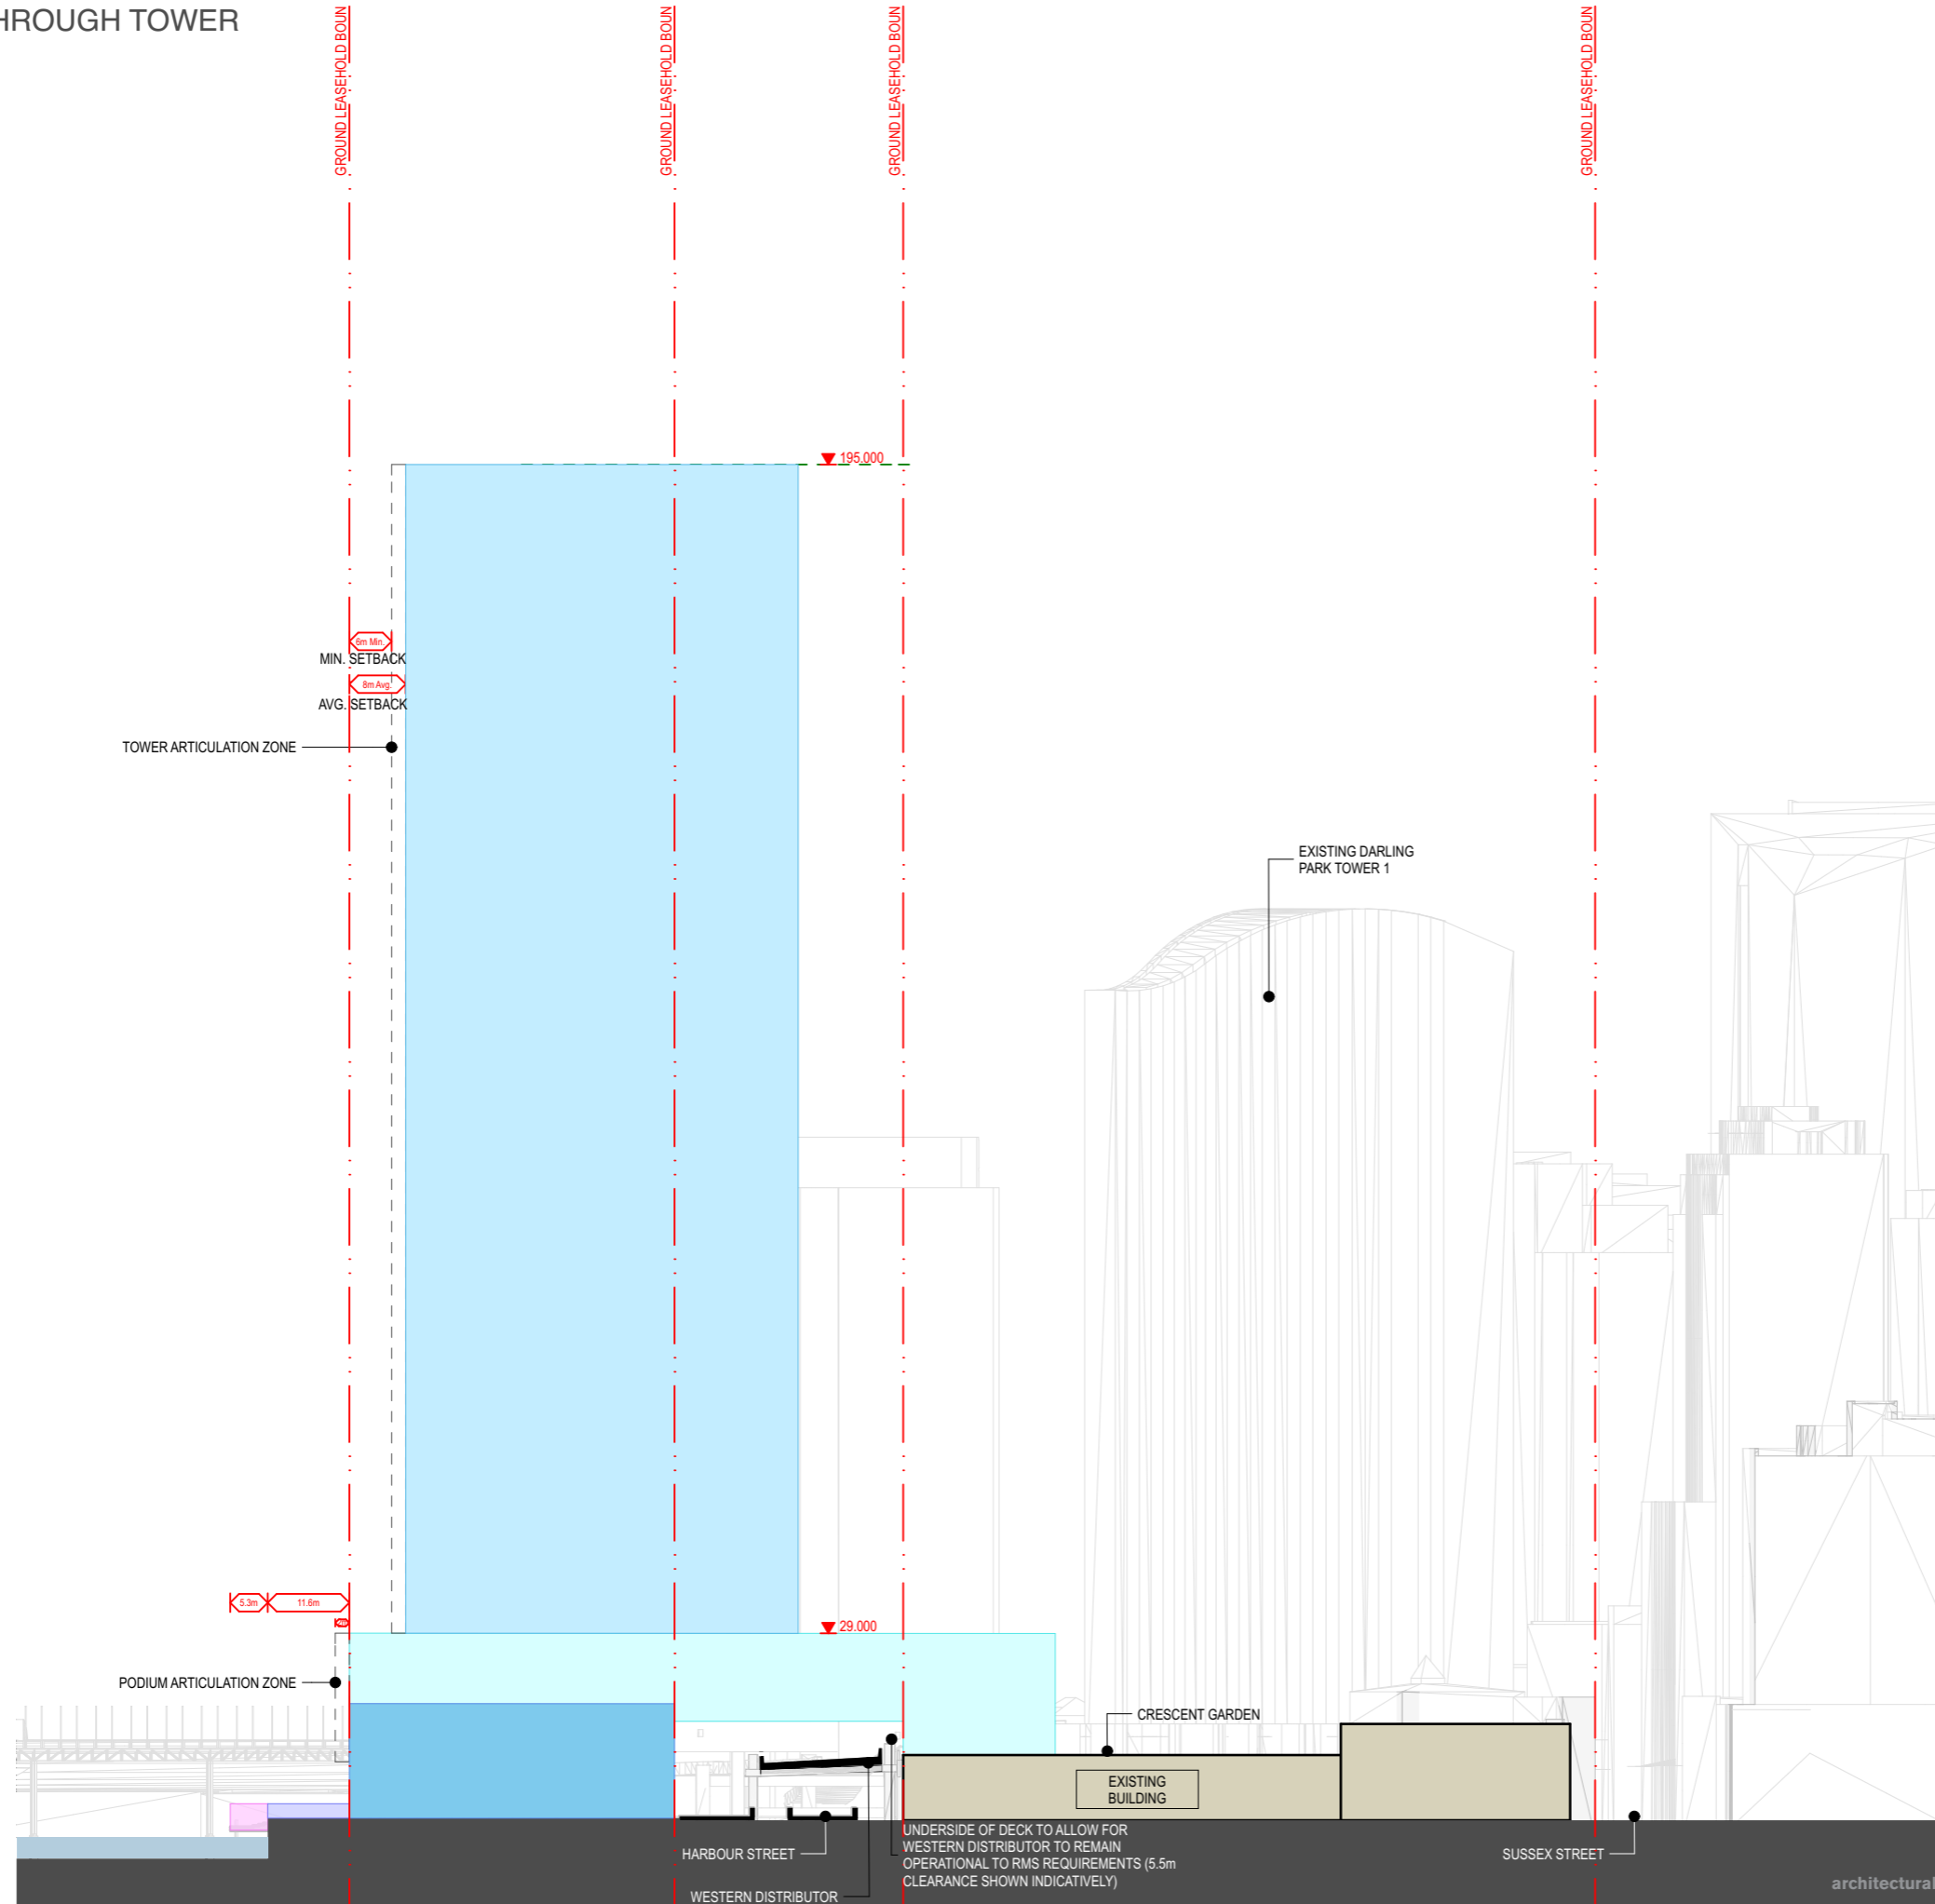 HROUGH TOWER
GROUND LEASEHOLD BOUN
GROUND LEASEHOLD BOUN
GROUND LEASEHOLD BOUN
GROUND LEASEHOLD BOUN
195.000
6m Min.
MIN. SETBACK
8m Avg.
AVG. SETBACK
TOWER ARTICULATION ZONE
EXISTING DARLING
PARK TOWER 1
5.3m
11.6m
29.000
PODIUM ARTICULATION ZONE
CRESCENT GARDEN
EXISTING
BUILDING
UNDERSIDE OF DECK TO ALLOW FOR
WESTERN DISTRIBUTOR TO REMAIN
OPERATIONAL TO RMS REQUIREMENTS (5.5m
CLEARANCE SHOWN INDICATIVELY)
HARBOUR STREET
SUSSEX STREET
WESTERN DISTRIBUTOR
architectural